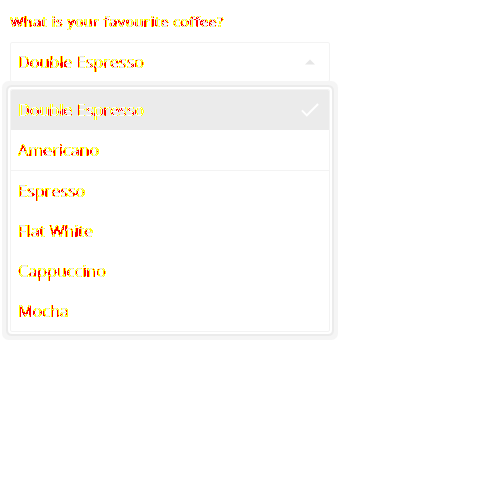 What is your favourite coffee?
Double Espresso
Double Espresso
Americano
Espresso
Flat White
Cappuccino
Mocha